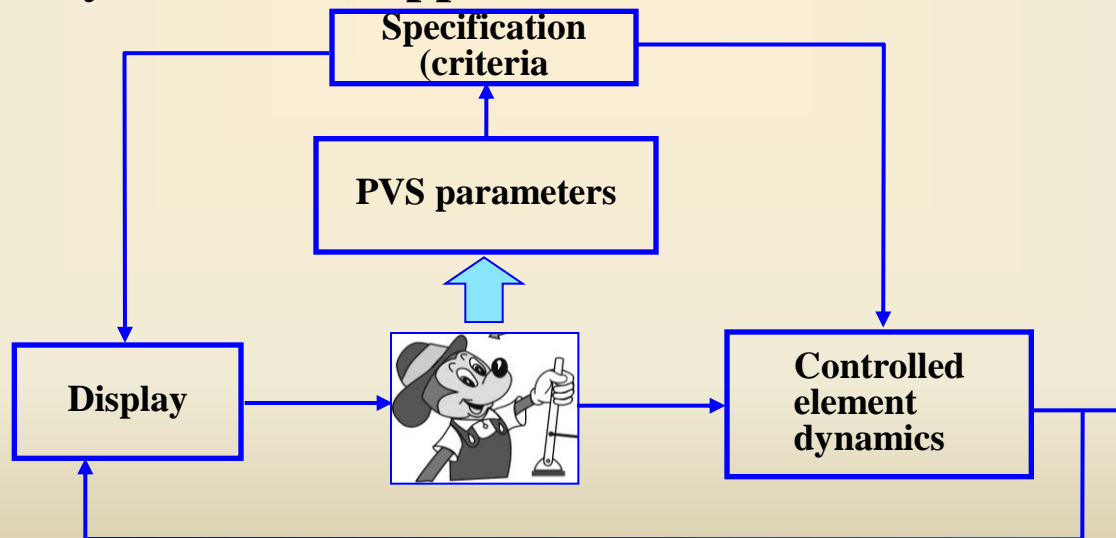 Specification
(criteria
PVS parameters
Display
Controlled
element
dynamics